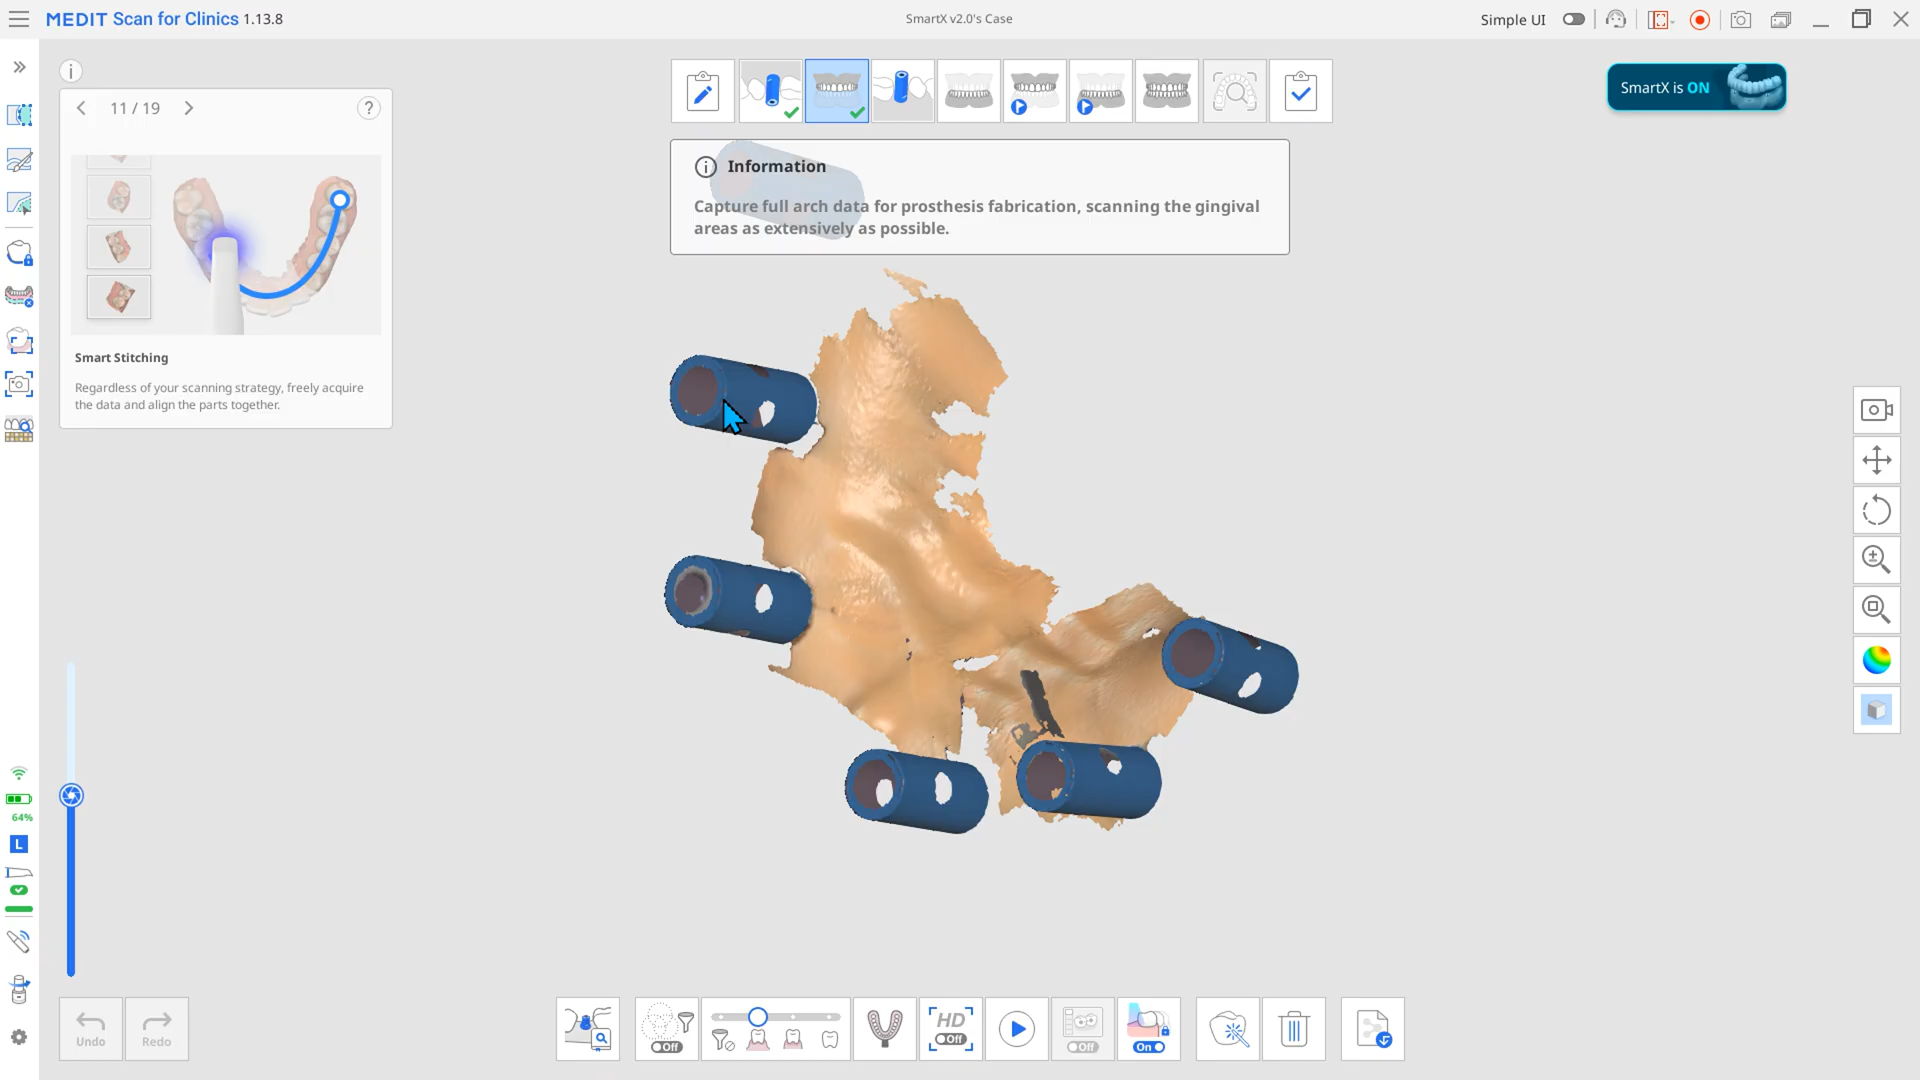 MEDIT Scan for Clinics 1.13.8
SmartX v2.0's Case
Simple UI
11 / 19
?
SmartX is ON
Information
Capture full arch data for prosthesis fabrication, scanning the gingival
areas as extensively as possible.
Smart Stitching
Regardless of your scanning strategy, freely acquire
the data and align the parts together.
64%
L
Undo
Redo
Off
HD
Off
Off
On